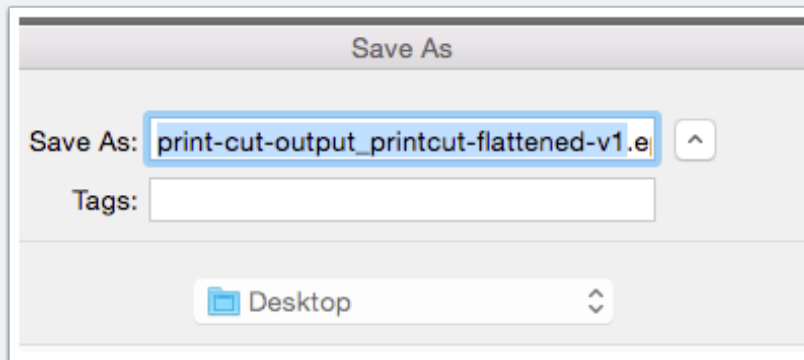 Save As
Save As: print-cut-output_printcut-flattened-v1.e
Tags:
Desktop